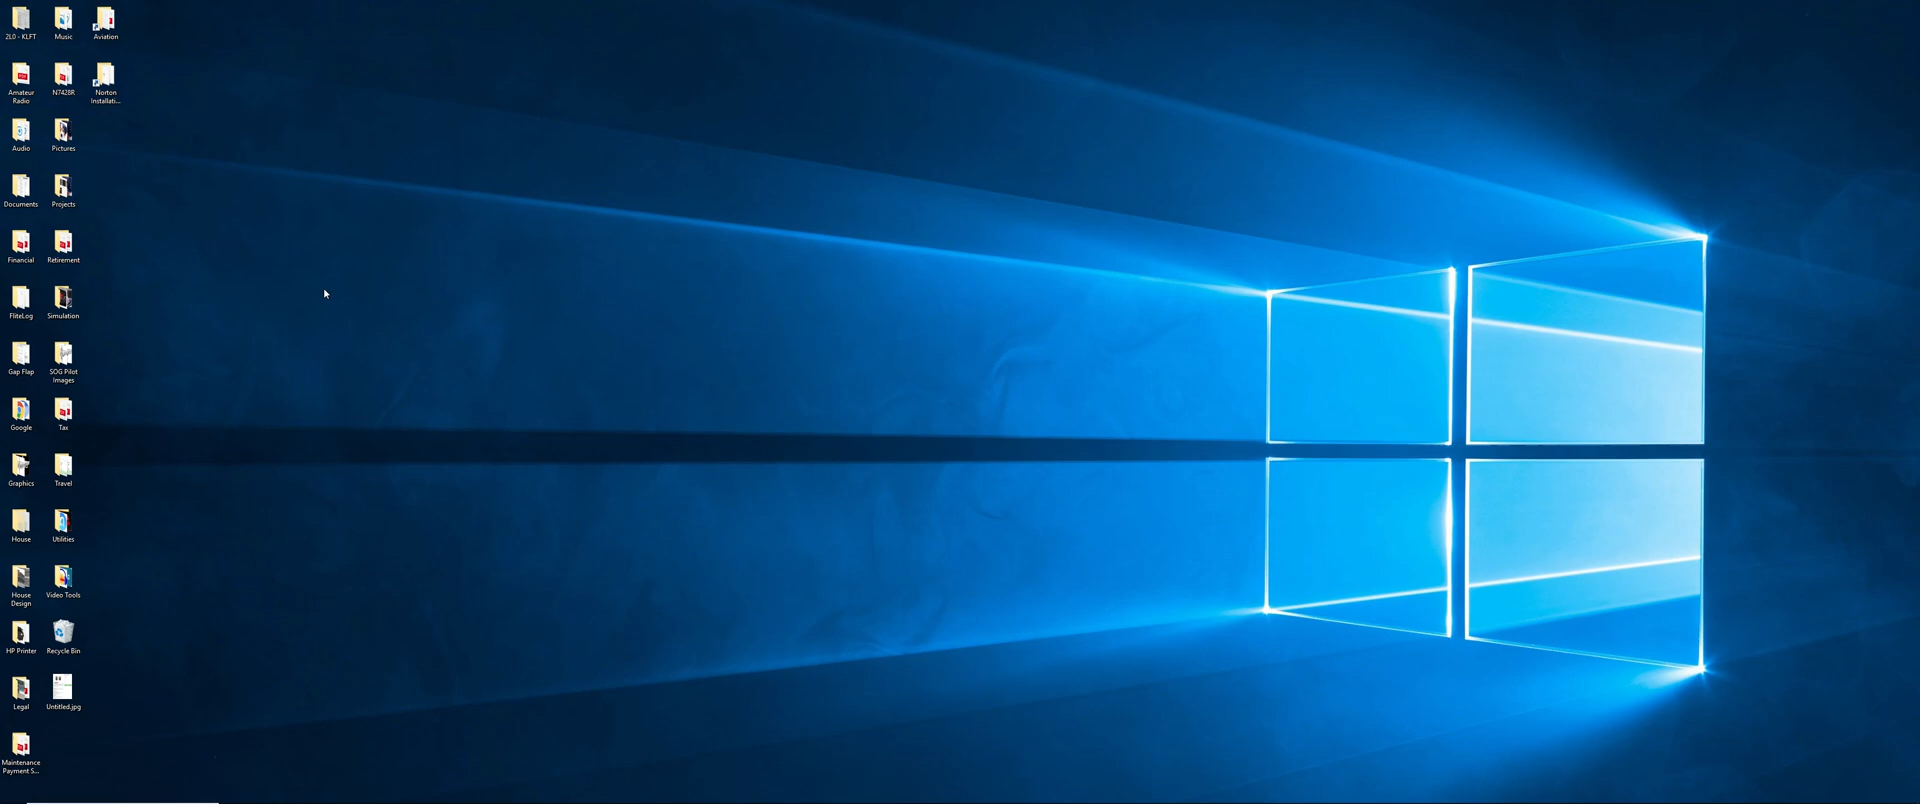 2L0 - KLFT
Music
Aviation
Amateur
Radio
N7428R
Norton
Installati...
Audio
Pictures
Documents
Projects
Financial
Retirement
FliteLog
Simulation
Gap Flap
SOG Pilot
Images
Google
Tax
Graphics
Travel
House
Utilities
House
Design
Video Tools
HP Printer
Recycle Bin
Legal
Untitled.jpg
Maintenance
Payment S...